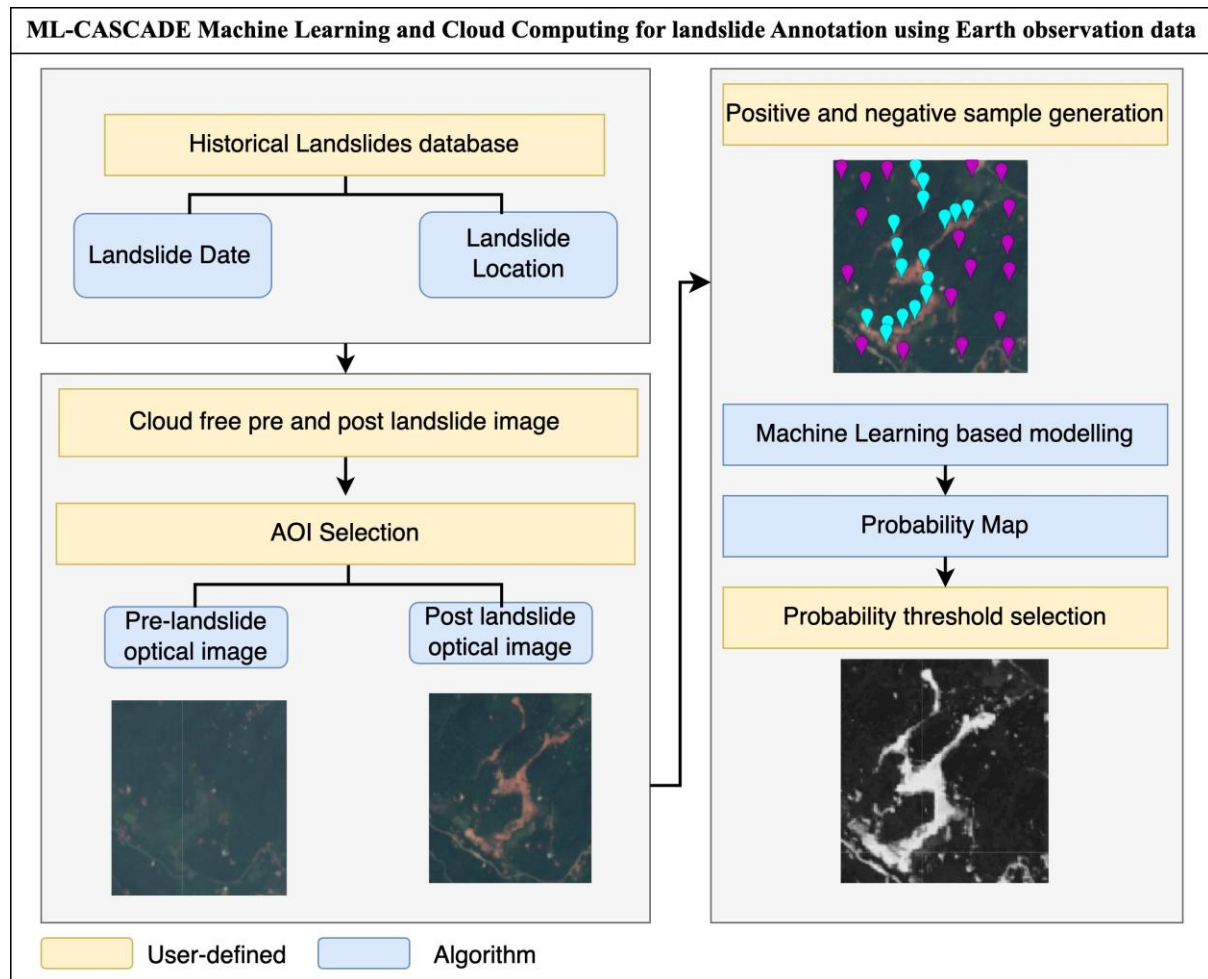 ML-CASCADE Machine Learning and Cloud Computing for landslide Annotation using Earth observation data
Historical Landslides database
Landslide Date
Landslide
Location
Cloud free pre and post landslide image
AOI Selection
Pre-landslide
optical image
Post landslide
optical image
Positive and negative sample generation
Machine Learning based modelling
Probability Map
Probability threshold selection
User-defined
Algorithm